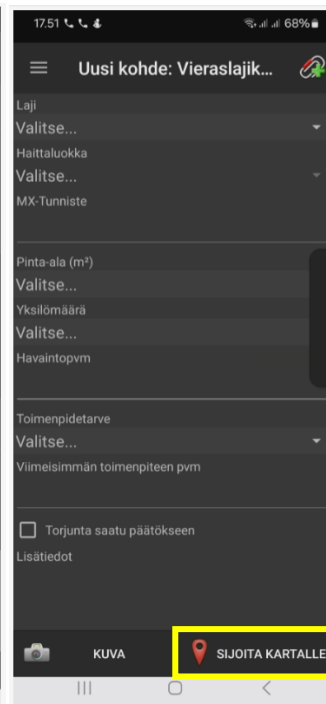 17.51 68%
Uusi kohde: Vieraslajik...
Laji
Valitse...
Haittaluokka
Valitse...
MX-Tunniste
Pinta-ala (m²)
Valitse...
Yksilömäärä
Valitse...
Havaintopvm
Toimenpidetarve
Valitse...
Viimeisimmän toimenpiteen pvm
Torjunta saatu päätökseen
Lisätiedot
KUVA SIJOITA KARTALLE